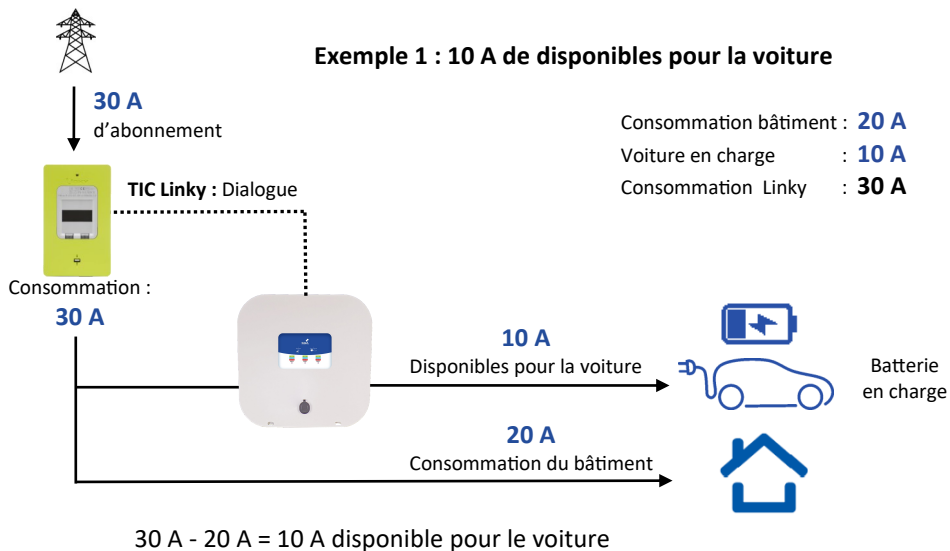 Exemple 1 : 10 A de disponibles pour la voiture
30 A
d'abonnement
Consommation bâtiment : 20 A
Voiture en charge : 10 A
Consommation Linky : 30 A
TIC Linky : Dialogue
Consommation :
30 A
10 A
Disponibles pour la voiture
Batterie
en charge
20 A
Consommation du bâtiment
30 A - 20 A = 10 A disponible pour le voiture